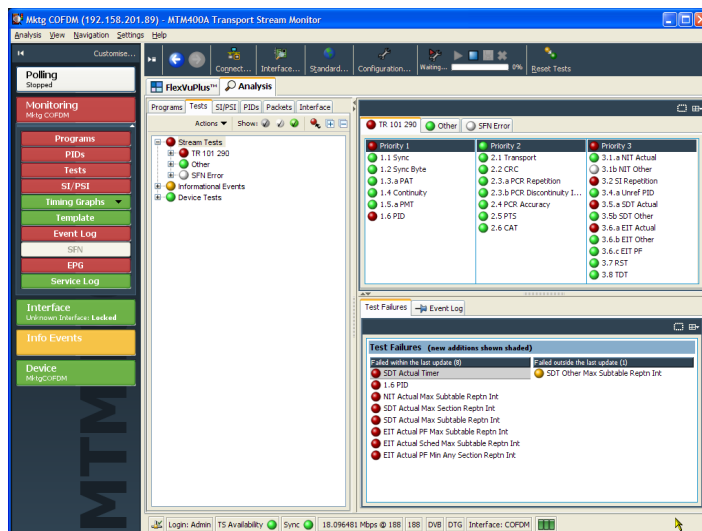 Mktg COFDM (192.158.201.89) - MTM400A Transport Stream Monitor
Analysis View Navigation Settings Help
Customise...
Connect... Interface... Standard... Configuration... Waiting... 0% Reset Tests
Polling
Stopped
Monitoring
Mktg COFDM
Programs
PIDs
Tests
SI/PSI
Timing Graphs
Template
Event Log
SFN
EPG
Service Log
Interface
Unknown Interface: Locked
Info Events
Device
MktgCOFDM
MTM
FlexVuPlus™ Analysis
Programs Tests SI/PSI PIDs Packets Interface
Actions Show:
Stream Tests
TR 101 290
Other
SFN Error
Informational Events
Device Tests
TR 101 290 Other SFN Error
Priority 1
1.1 Sync
1.2 Sync Byte
1.3.a PAT
1.4 Continuity
1.5.a PMT
1.6 PID
Priority 2
2.1 Transport
2.2 CRC
2.3.a PCR Repetition
2.3.b PCR Discontinuity I...
2.4 PCR Accuracy
2.5 PTS
2.6 CAT
Priority 3
3.1.a NIT Actual
3.1b NIT Other
3.2 SI Repetition
3.4.a Unref PID
3.5.a SDT Actual
3.5b SDT Other
3.6.a EIT Actual
3.6.b EIT Other
3.6.c EIT PF
3.7 RST
3.8 TDT
Test Failures Event Log
Test Failures (new additions shown shaded)
Failed within the last update (8)
SDT Actual Timer
1.6 PID
NIT Actual Max Subtable Reptn Int
SDT Actual Max Section Reptn Int
SDT Actual Max Subtable Reptn Int
EIT Actual PF Max Subtable Reptn Int
EIT Actual Sched Max Subtable Reptn Int
EIT Actual PF Min Any Section Reptn Int
Failed outside the last update (1)
SDT Other Max Subtable Reptn Int
Login: Admin TS Availability Sync 18.096481 Mbps @ 188 188 DVB DTG Interface: COFDM